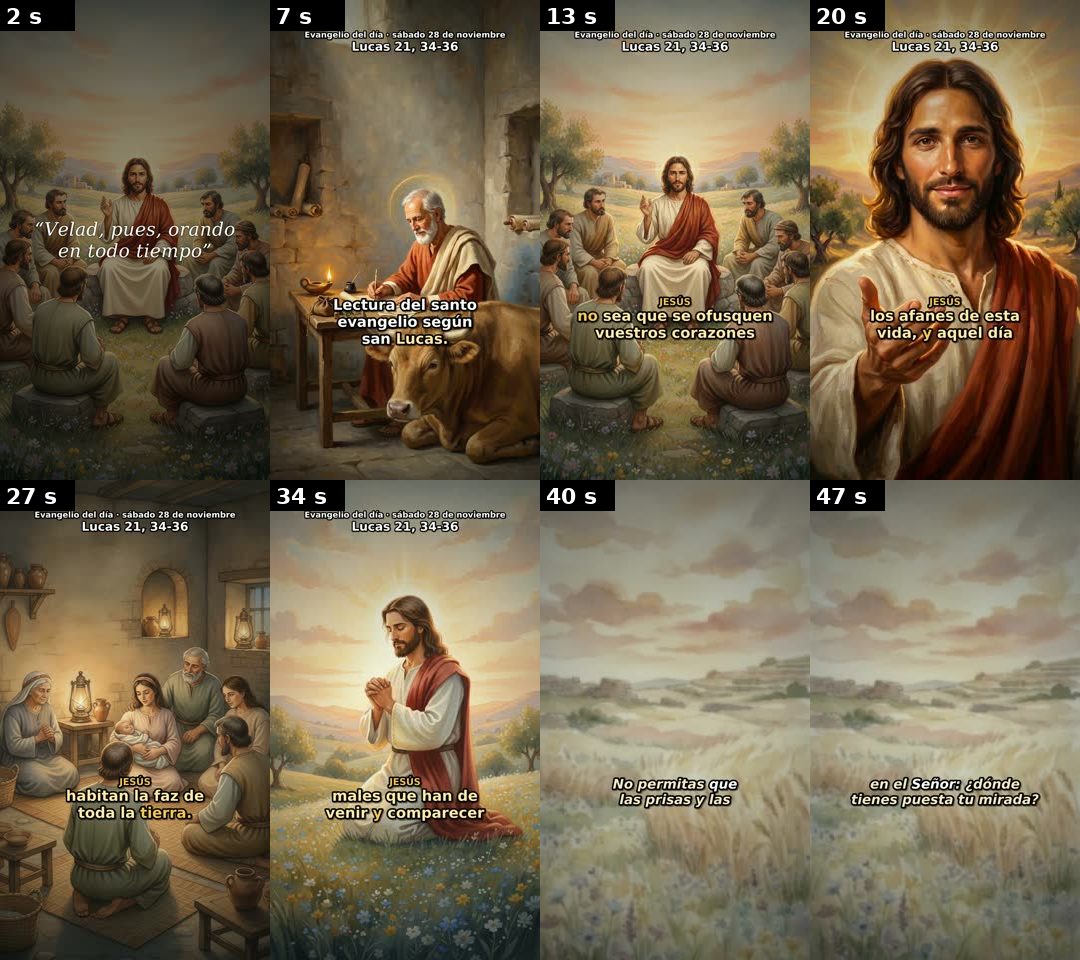 2 s
“Velad, pues, orando
en todo tiempo”
7 s
Evangelio del día · sábado 28 de noviembre
Lucas 21, 34-36
Lectura del santo
evangelio según
san Lucas.
13 s
Evangelio del día · sábado 28 de noviembre
Lucas 21, 34-36
JESÚS
no sea que se ofusquen
vuestros corazones
20 s
Evangelio del día · sábado 28 de noviembre
Lucas 21, 34-36
JESÚS
los afanes de esta
vida, y aquel día
27 s
Evangelio del día · sábado 28 de noviembre
Lucas 21, 34-36
JESÚS
habitan la faz de
toda la tierra.
34 s
Evangelio del día · sábado 28 de noviembre
Lucas 21, 34-36
JESÚS
males que han de
venir y comparecer
40 s
No permitas que
las prisas y las
47 s
en el Señor: ¿dónde
tienes puesta tu mirada?